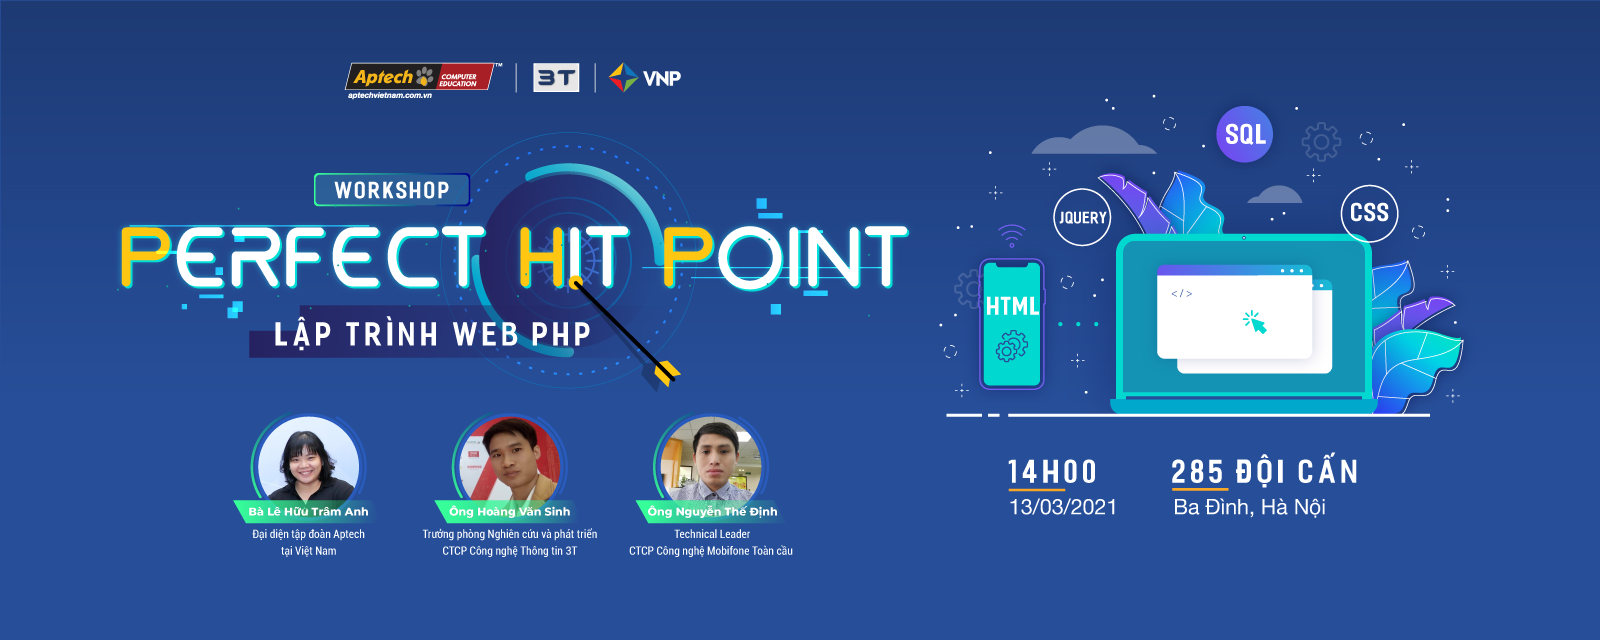 Aptech COMPUTER EDUCATION TM
aptechvietnam.com.vn
3T
VNP
WORKSHOP
PERFECT HIT POINT
LẬP TRÌNH WEB PHP
Bà Lê Hữu Trâm Anh
Đại diện tập đoàn Aptech
tại Việt Nam
Ông Hoàng Văn Sinh
Trưởng phòng Nghiên cứu và phát triển
CTCP Công nghệ Thông tin 3T
Ông Nguyễn Thế Định
Technical Leader
CTCP Công nghệ Mobifone Toàn cầu
SQL
JQUERY
CSS
HTML
</>
14H00
13/03/2021
285 ĐỘI CẤN
Ba Đình, Hà Nội